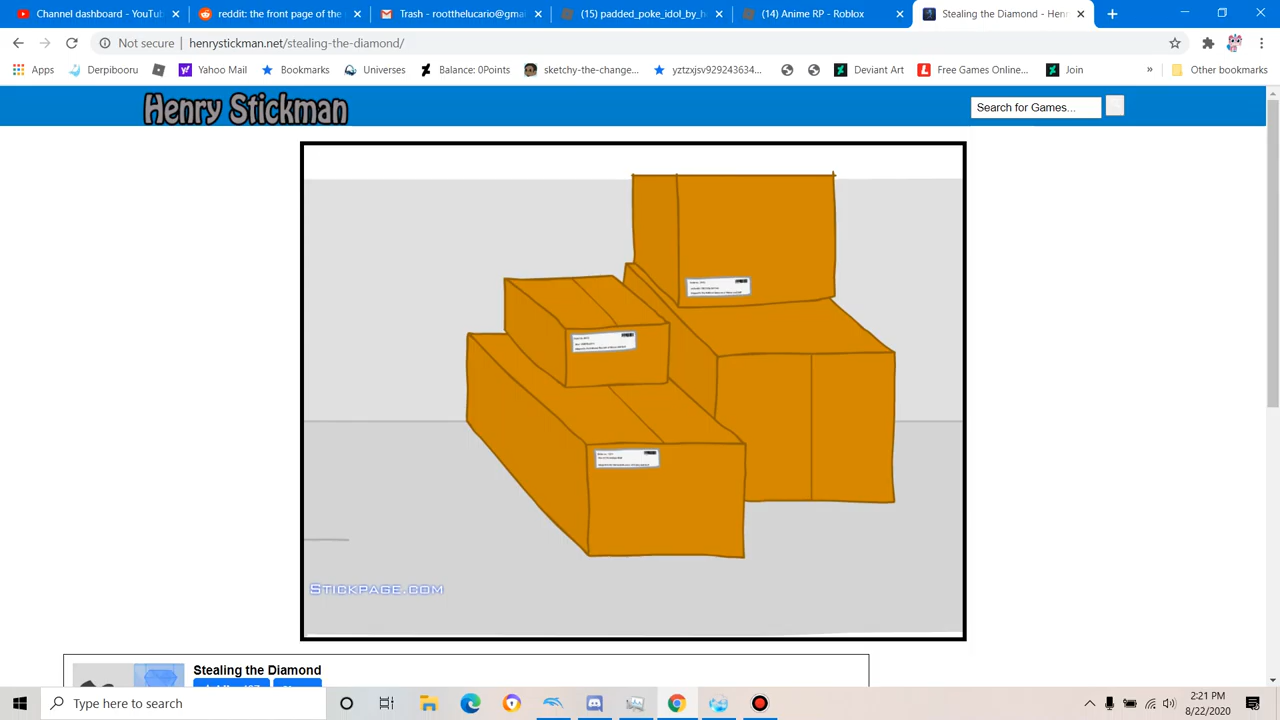 Channel dashboard - YouTu
reddit: the front page of the
Trash - rootthelucario@gma
(15) padded_poke_idol_by_h
(14) Anime RP - Roblox
Stealing the Diamond - Hen
Not secure
henrystickman.net/stealing-the-diamond/
Apps
Derpibooru
Yahoo Mail
Bookmarks
Universes
Balance: 0Points
sketchy-the-change...
yztzxjsv929243634...
Deviant Art
Free Games Online...
Join
»
Other bookmarks
Henry Stickman
Search for Games...
Stickpage.com
Stealing the Diamond
Type here to search
2:21 PM
8/22/2020